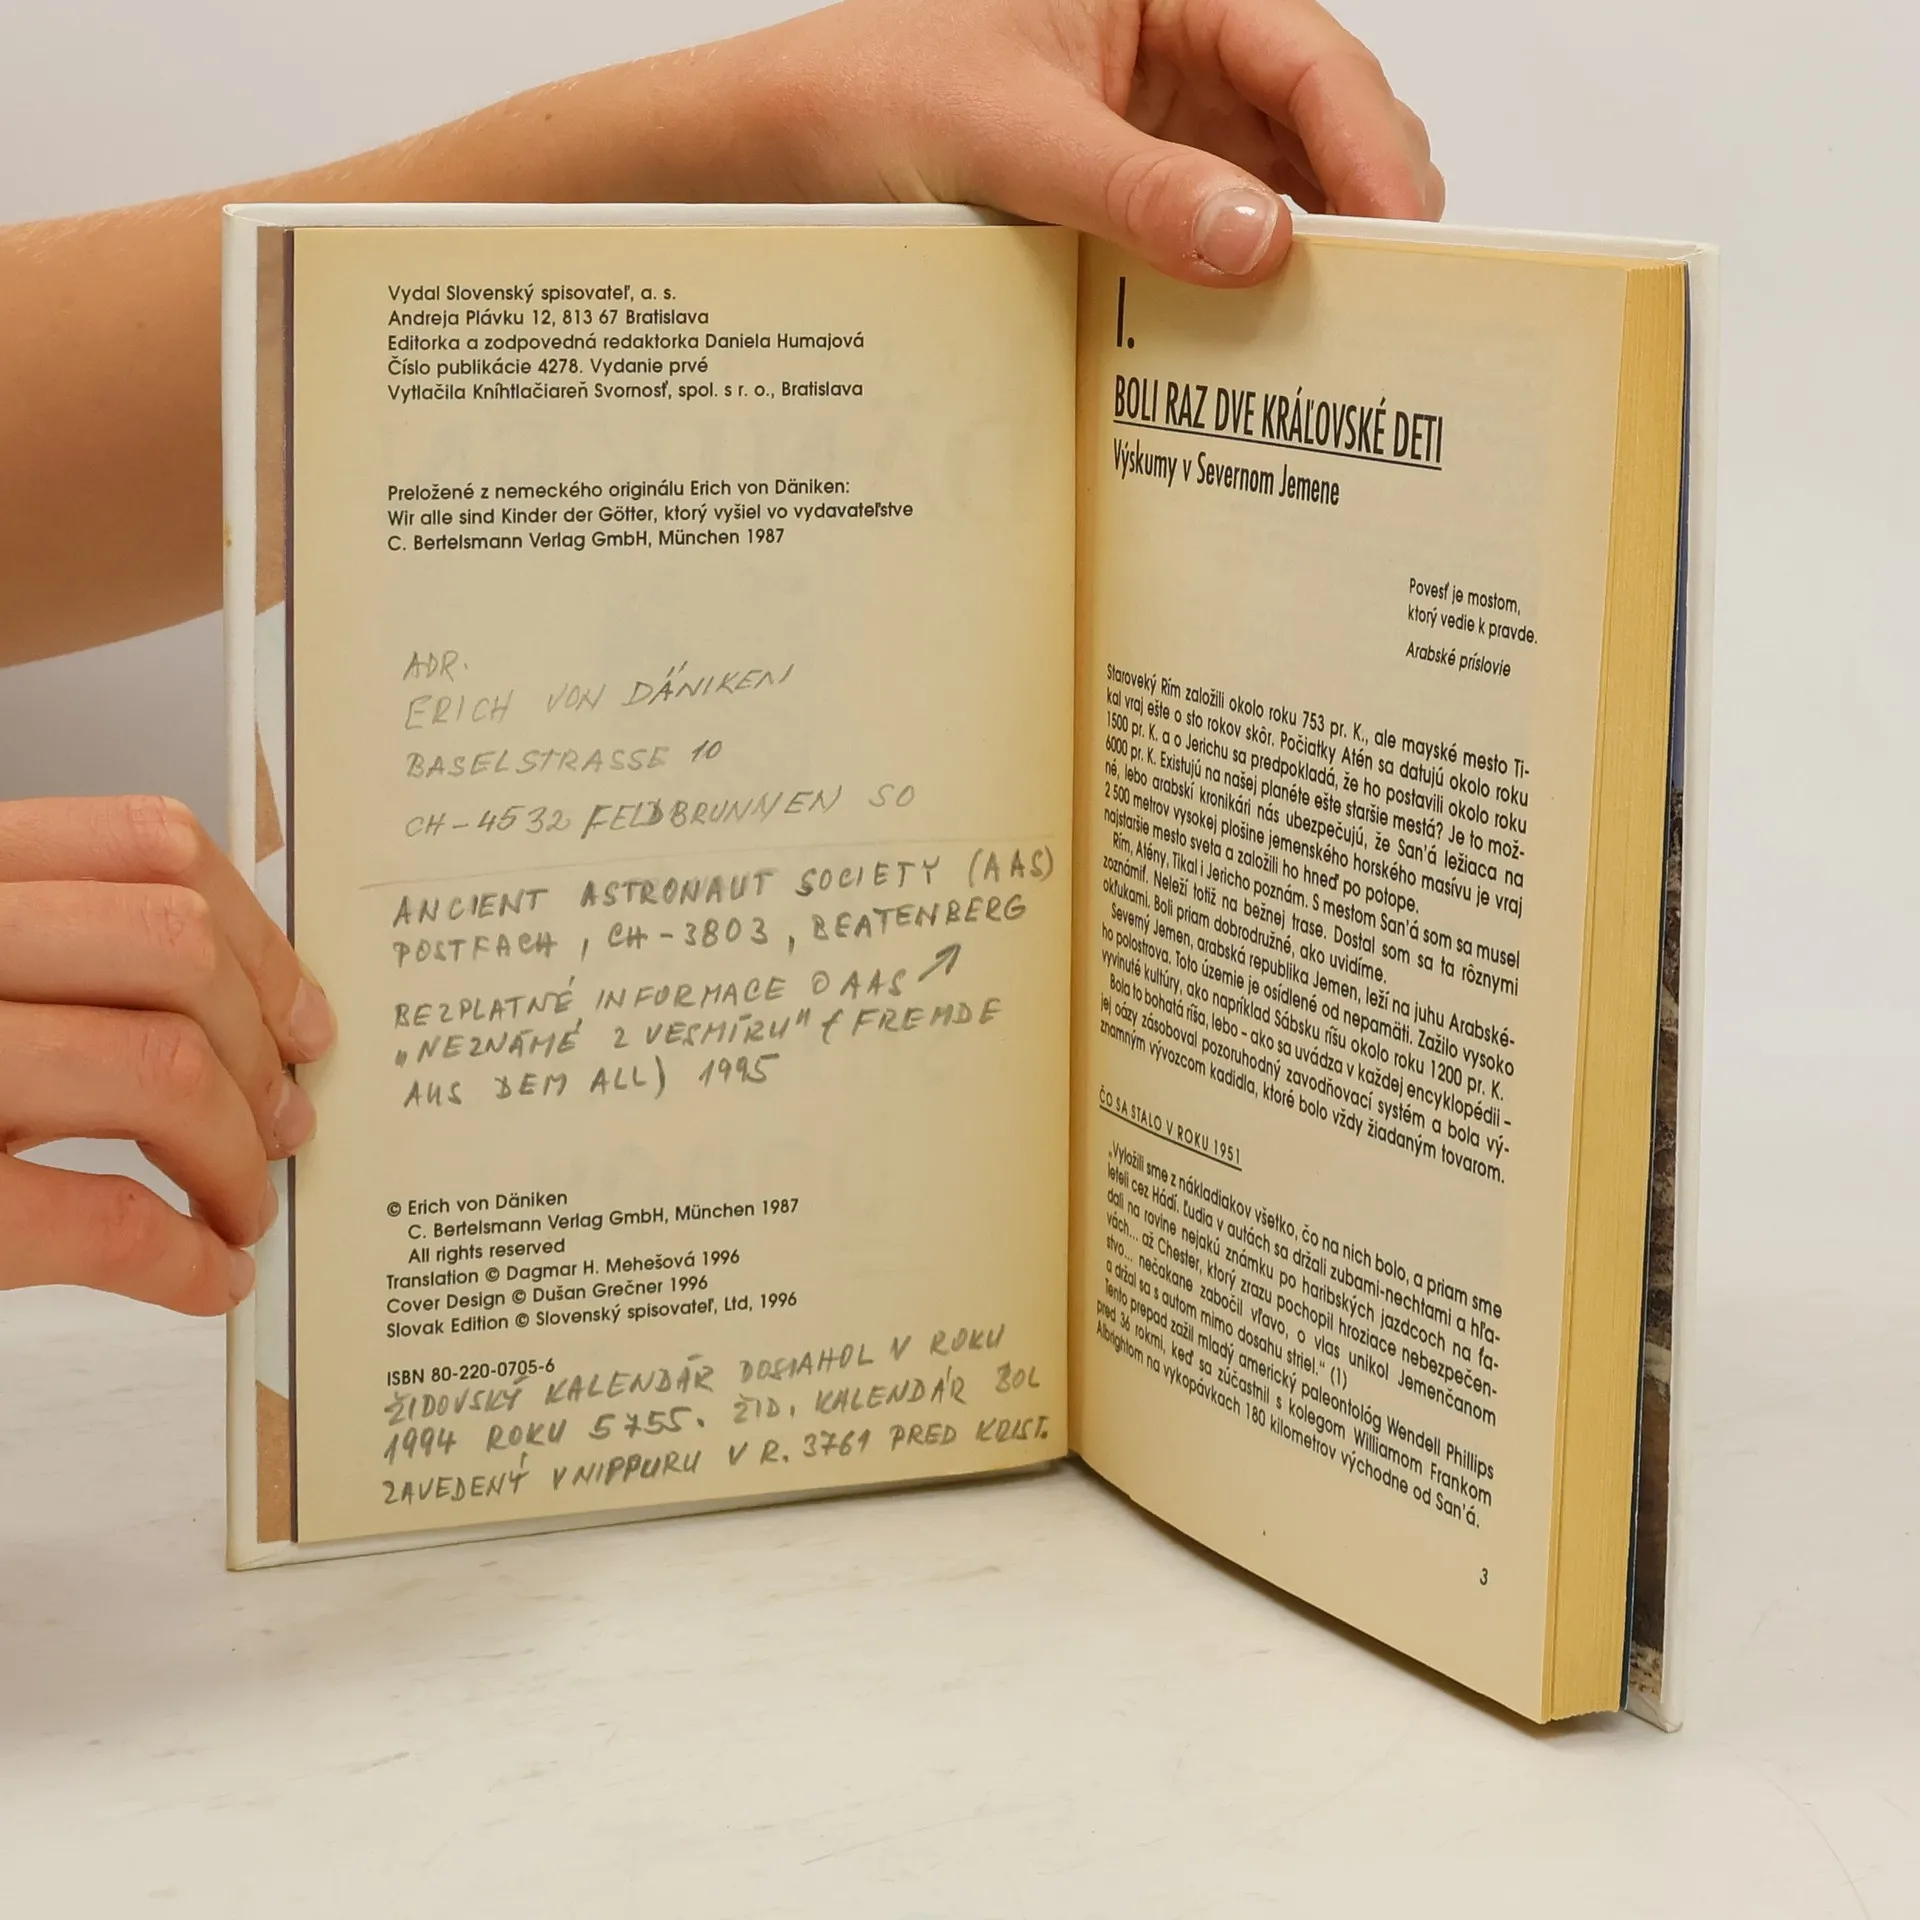 Vydal Slovenský spisovateľ, a. s.
Andreja Plávku 12, 813 67 Bratislava
Editorka a zodpovedná redaktorka Daniela Humajová
Číslo publikácie 4278. Vydanie prvé
Vytlačila Kníhtlačiareň Svornosť, spol. s r. o., Bratislava
Preložené z nemeckého originálu Erich von Däniken:
Wir alle sind Kinder der Götter, ktorý vyšiel vo vydavateľstve
C. Bertelsmann Verlag GmbH, München 1987
ADR.
ERICH VON DÄNIKEN
BASELSTRASSE 10
CH-4532 FELDBRUNNEN SO
ANCIENT ASTRONAUT SOCIETY (AAS)
POSTFACH, CH-3803, BEATENBERG
BEZPLATNÉ INFORMACE O AAS ↗
„NEZNÁMÉ Z VESMÍRU" (FREMDE
AUS DEM ALL) 1995
© Erich von Däniken
C. Bertelsmann Verlag GmbH, München 1987
All rights reserved
Translation © Dagmar H. Mehešová 1996
Cover Design © Dušan Grečner 1996
Slovak Edition © Slovenský spisovateľ, Ltd, 1996
ISBN 80-220-0705-6
ŽIDOVSKÝ KALENDÁR DOSIAHOL V ROKU
1994 ROKU 5755. ŽID. KALENDÁR BOL
ZAVEDENÝ V NIPPURU V R. 3761 PRED KRIST.
I.
BOLI RAZ DVE KRÁĽOVSKÉ DETI
Výskumy v Severnom Jemene
Povesť je mostom,
ktorý vedie k pravde.
Arabské príslovie
Staroveký Rím založili okolo roku 753 pr. K., ale mayské mesto Ti-
kal vraj ešte o sto rokov skôr. Počiatky Atén sa datujú okolo roku
1500 pr. K. a o Jerichu sa predpokladá, že ho postavili okolo roku
6000 pr. K. Existujú na našej planéte ešte staršie mestá? Je to mož-
né, lebo arabskí kronikári nás ubezpečujú, že San'á ležiaca na
2 500 metrov vysokej plošine jemenského horského masívu je vraj
najstaršie mesto sveta a založili ho hneď po potope.
Rím, Atény, Tikal i Jericho poznám. S mestom San'á som sa musel
zoznámiť. Neleží totiž na bežnej trase. Dostal som sa ta rôznymi
okľukami. Boli priam dobrodružné, ako uvidíme.
Severný Jemen, arabská republika Jemen, leží na juhu Arabské-
ho polostrova. Toto územie je osídlené od nepamäti. Zažilo vysoko
vyvinuté kultúry, ako napríklad Sábsku ríšu okolo roku 1200 pr. K.
Bola to bohatá ríša, lebo – ako sa uvádza v každej encyklopédii –
jej oázy zásoboval pozoruhodný zavodňovací systém a bola vý-
znamným vývozcom kadidla, ktoré bolo vždy žiadaným tovarom.
ČO SA STALO V ROKU 1951
„Vyložili sme z nákladiakov všetko, čo na nich bolo, a priam sme
leteli cez Hádí. Ľudia v autách sa držali zubami-nechtami a hľa-
dali na rovine nejakú známku po haribských jazdcoch na ťa-
vách... až Chester, ktorý zrazu pochopil hroziace nebezpečen-
stvo... nečakane zabočil vľavo, o vlas unikol Jemenčanom
a držal sa s autom mimo dosahu striel.“ (1)
Tento prepad zažil mladý americký paleontológ Wendell Phillips
pred 36 rokmi, keď sa zúčastnil s kolegom Williamom Frankom
Albrightom na vykopávkach 180 kilometrov východne od San'á.
3